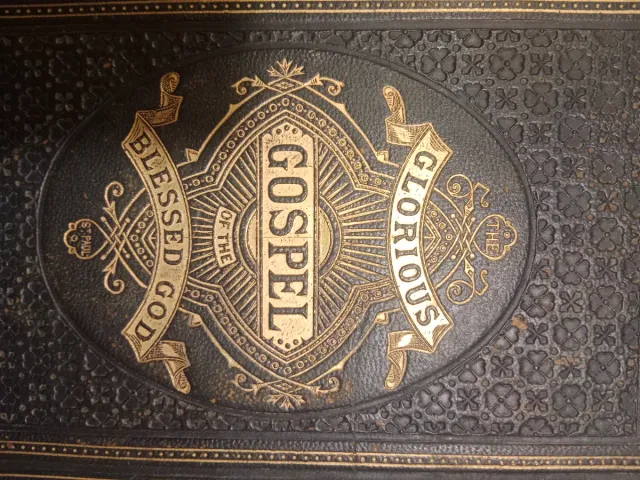 THE
GLORIOUS
GOSPEL
OF THE
BLESSED GOD
ST PAUL